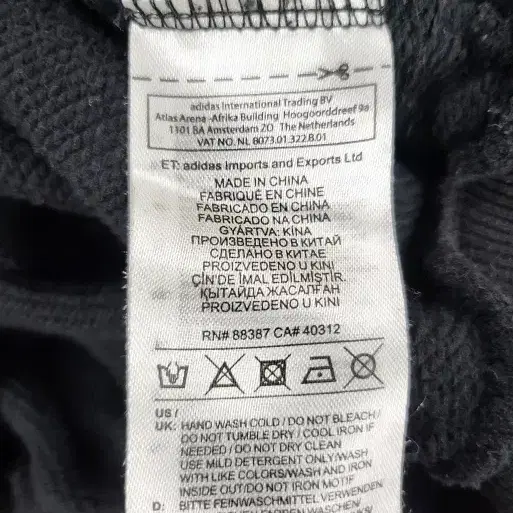 adidas International Trading BV
Atlas Arena -Afrika Building Hoogoorddreef 9a
1101 BA Amsterdam ZO The Netherlands
VAT NO. NL 8073.01.322.B.01
ET: adidas Imports and Exports Ltd
MADE IN CHINA
FABRIQUÉ EN CHINE
FABRICADO EN CHINA
FABRICADO NA CHINA
GYÁRTVA: KÍNA
ПРОИЗВЕДЕНО В КИТАЙ
СДЕЛАНО В КИТАЕ
PROIZVEDENO U KINI
ÇİN'DE İMAL EDİLMİŞTİR.
ҚЫТАЙДА ЖАСАЛҒАН
PROIZVEDENO U KINI
RN# 88387 CA# 40312
US /
UK: HAND WASH COLD / DO NOT BLEACH /
DO NOT TUMBLE DRY / COOL IRON IF
NEEDED / DO NOT DRY CLEAN
USE MILD DETERGENT ONLY/WASH
WITH LIKE COLORS/WASH AND IRON
INSIDE OUT/DO NOT IRON MOTIF
D: BITTE FEINWASCHMITTEL VERWENDEN